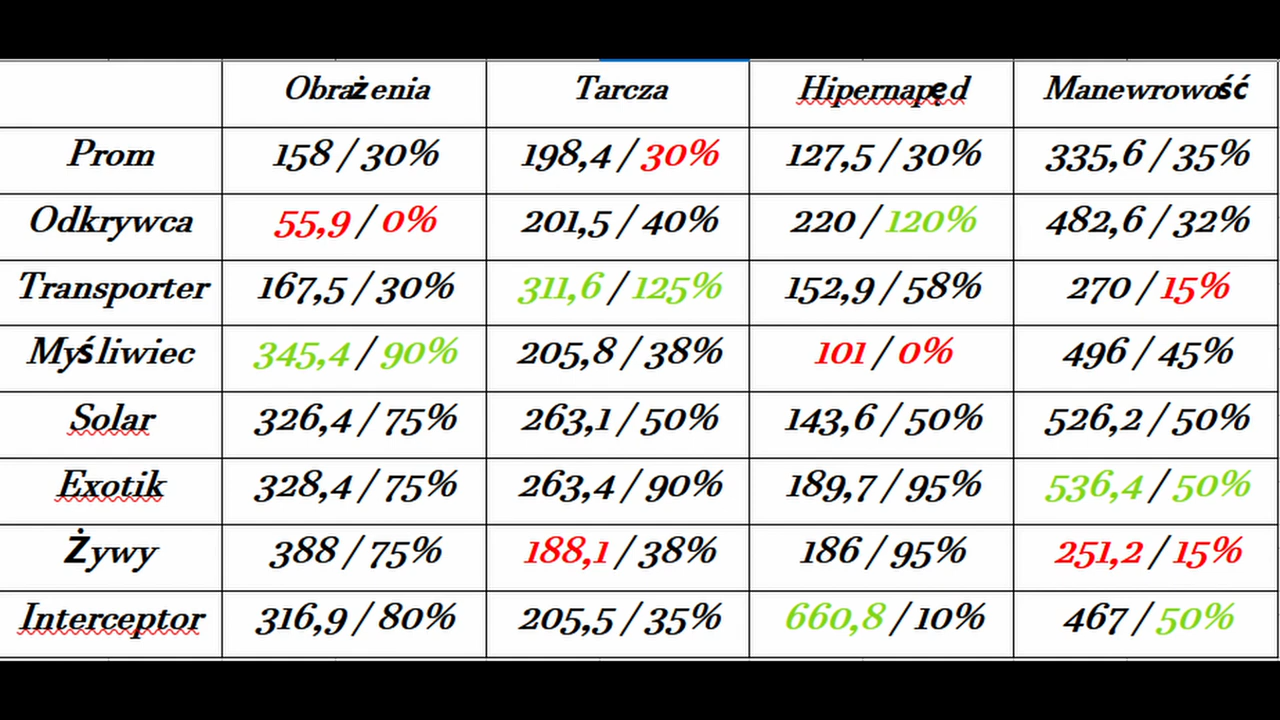 Obrażenia Tarcza Hipernapęd Manewrowość
Prom 158 / 30% 198,4 / 30% 127,5 / 30% 335,6 / 35%
Odkrywca 55,9 / 0% 201,5 / 40% 220 / 120% 482,6 / 32%
Transporter 167,5 / 30% 311,6 / 125% 152,9 / 58% 270 / 15%
Myśliwiec 345,4 / 90% 205,8 / 38% 101 / 0% 496 / 45%
Solar 326,4 / 75% 263,1 / 50% 143,6 / 50% 526,2 / 50%
Exotik 328,4 / 75% 263,4 / 90% 189,7 / 95% 536,4 / 50%
Żywy 388 / 75% 188,1 / 38% 186 / 95% 251,2 / 15%
Interceptor 316,9 / 80% 205,5 / 35% 660,8 / 10% 467 / 50%